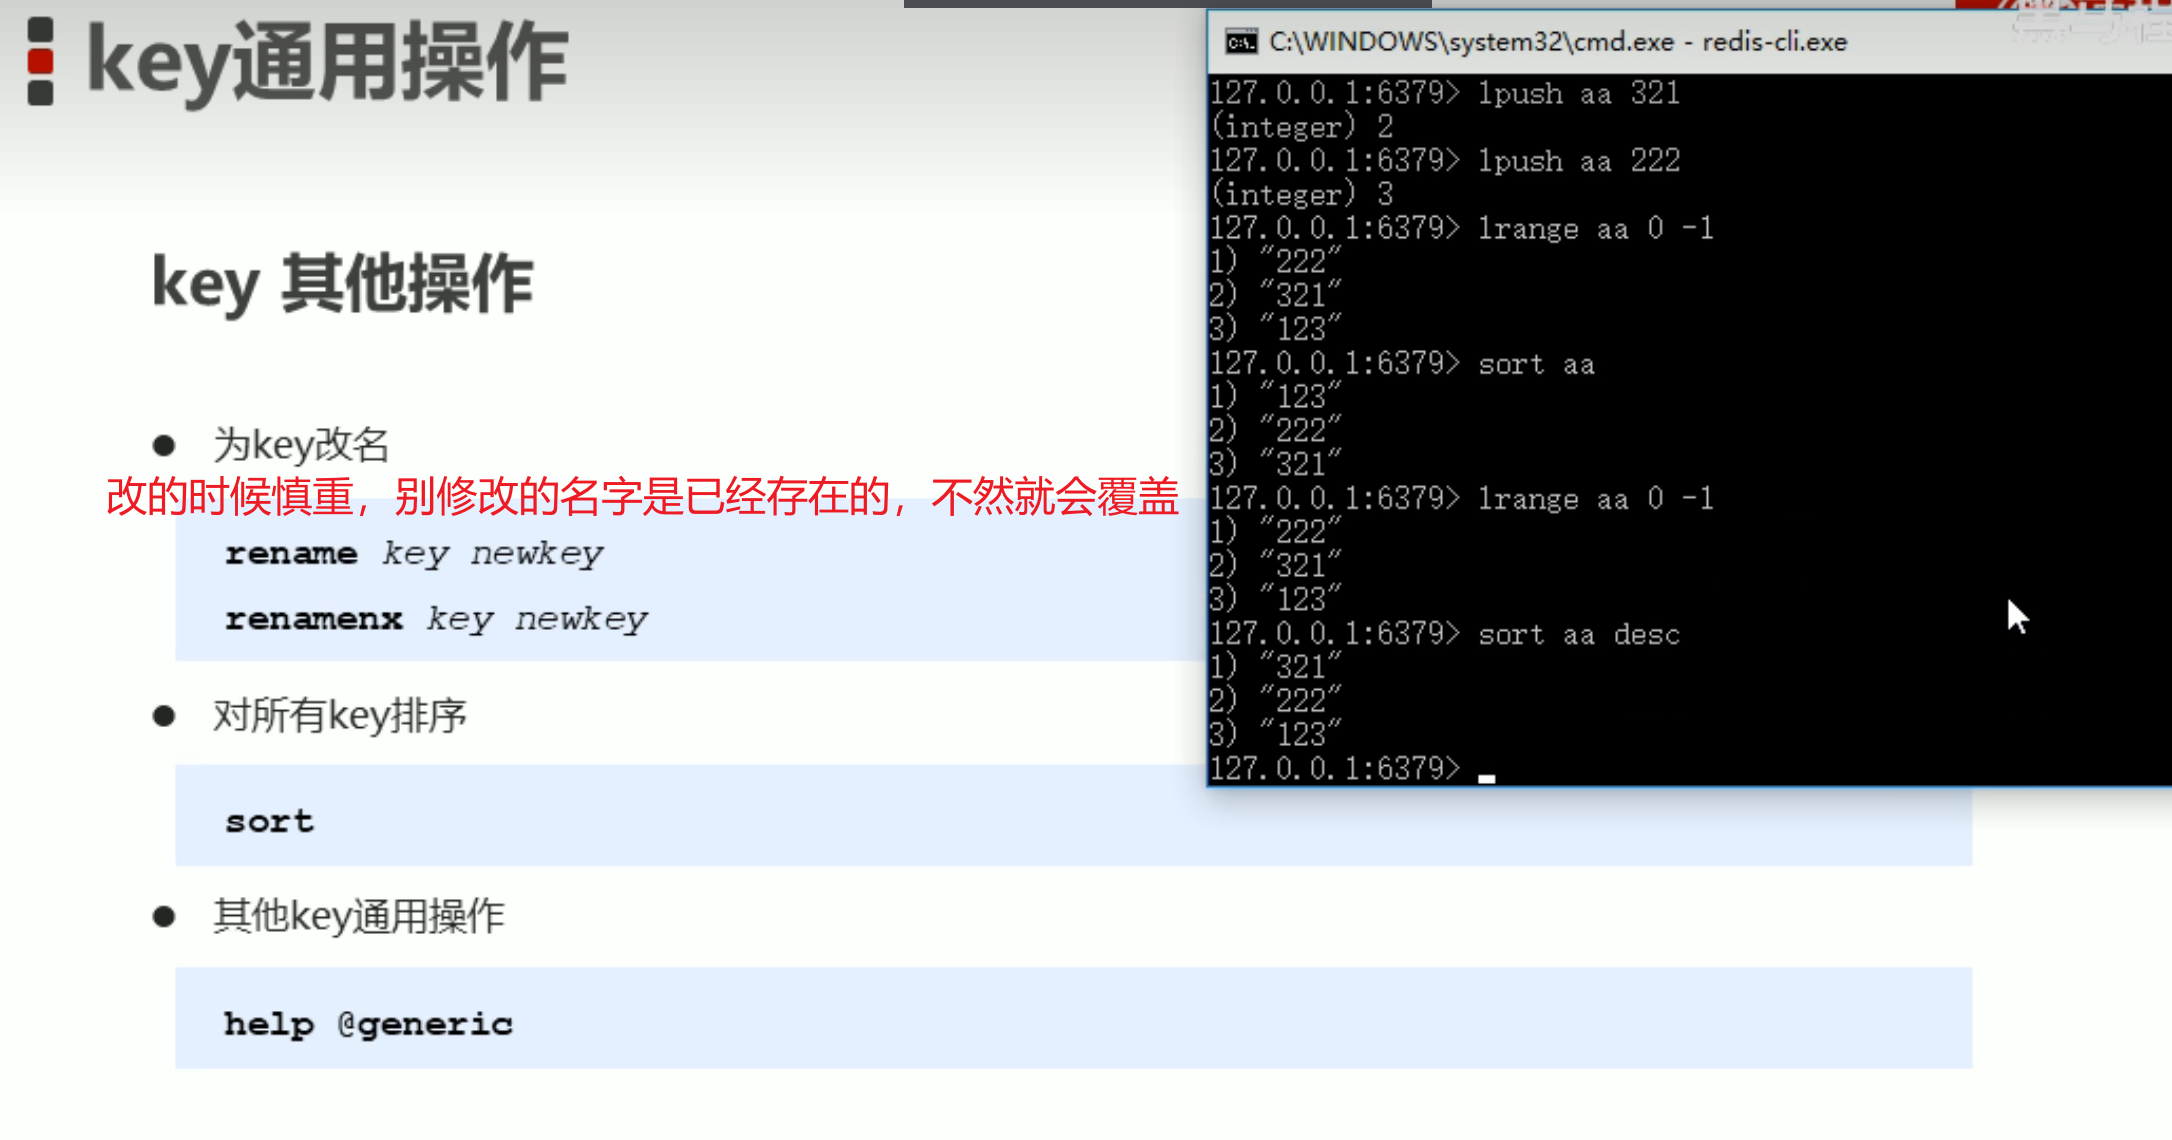 key通用操作
key 其他操作
为key改名
改的时候慎重，别修改的名字是已经存在的，不然就会覆盖
rename key newkey
renamenx key newkey
对所有key排序
sort
其他key通用操作
help @generic
C:\WINDOWS\system32\cmd.exe - redis-cli.exe
127.0.0.1:6379> lpush aa 321
(integer) 2
127.0.0.1:6379> lpush aa 222
(integer) 3
127.0.0.1:6379> lrange aa 0 -1
1) "222"
2) "321"
3) "123"
127.0.0.1:6379> sort aa
1) "123"
2) "222"
3) "321"
127.0.0.1:6379> lrange aa 0 -1
1) "222"
2) "321"
3) "123"
127.0.0.1:6379> sort aa desc
1) "321"
2) "222"
3) "123"
127.0.0.1:6379>